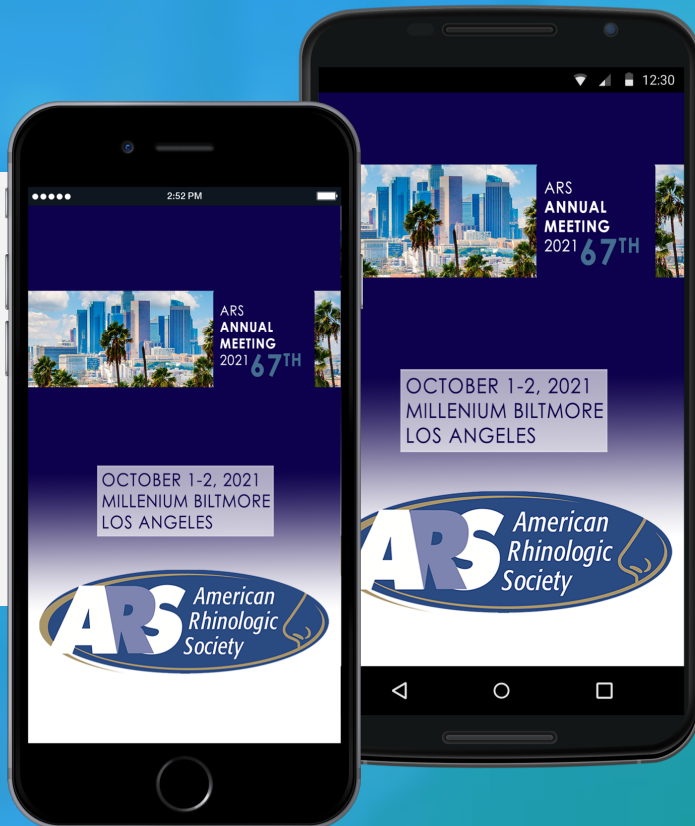 2:52 PM
ARS
ANNUAL
MEETING
2021 67TH
OCTOBER 1-2, 2021
MILLENIUM BILTMORE
LOS ANGELES
ARS American
Rhinologic
Society
12:30
ARS
ANNUAL
MEETING
2021 67TH
OCTOBER 1-2, 2021
MILLENIUM BILTMORE
LOS ANGELES
ARS American
Rhinologic
Society